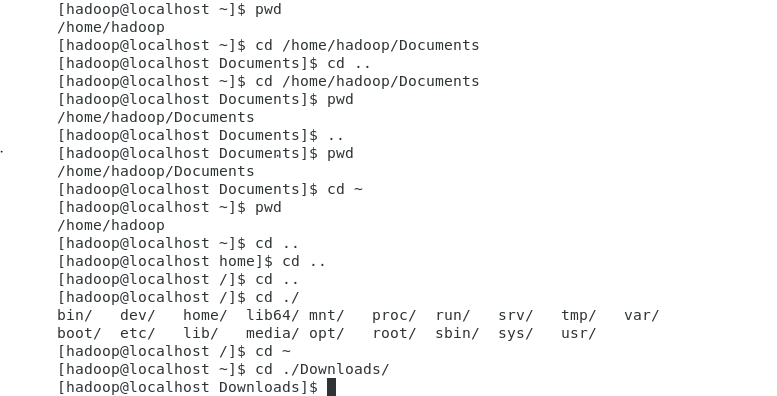 [hadoop@localhost ~]$ pwd
/home/hadoop
[hadoop@localhost ~]$ cd /home/hadoop/Documents
[hadoop@localhost Documents]$ cd ..
[hadoop@localhost ~]$ cd /home/hadoop/Documents
[hadoop@localhost Documents]$ pwd
/home/hadoop/Documents
[hadoop@localhost Documents]$ ..
[hadoop@localhost Documents]$ pwd
/home/hadoop/Documents
[hadoop@localhost Documents]$ cd ~
[hadoop@localhost ~]$ pwd
/home/hadoop
[hadoop@localhost ~]$ cd ..
[hadoop@localhost home]$ cd ..
[hadoop@localhost /]$ cd ..
[hadoop@localhost /]$ cd ./
bin/   dev/   home/  lib64/ mnt/   proc/  run/   srv/   tmp/   var/
boot/  etc/   lib/   media/ opt/   root/  sbin/  sys/   usr/
[hadoop@localhost /]$ cd ~
[hadoop@localhost ~]$ cd ./Downloads/
[hadoop@localhost Downloads]$